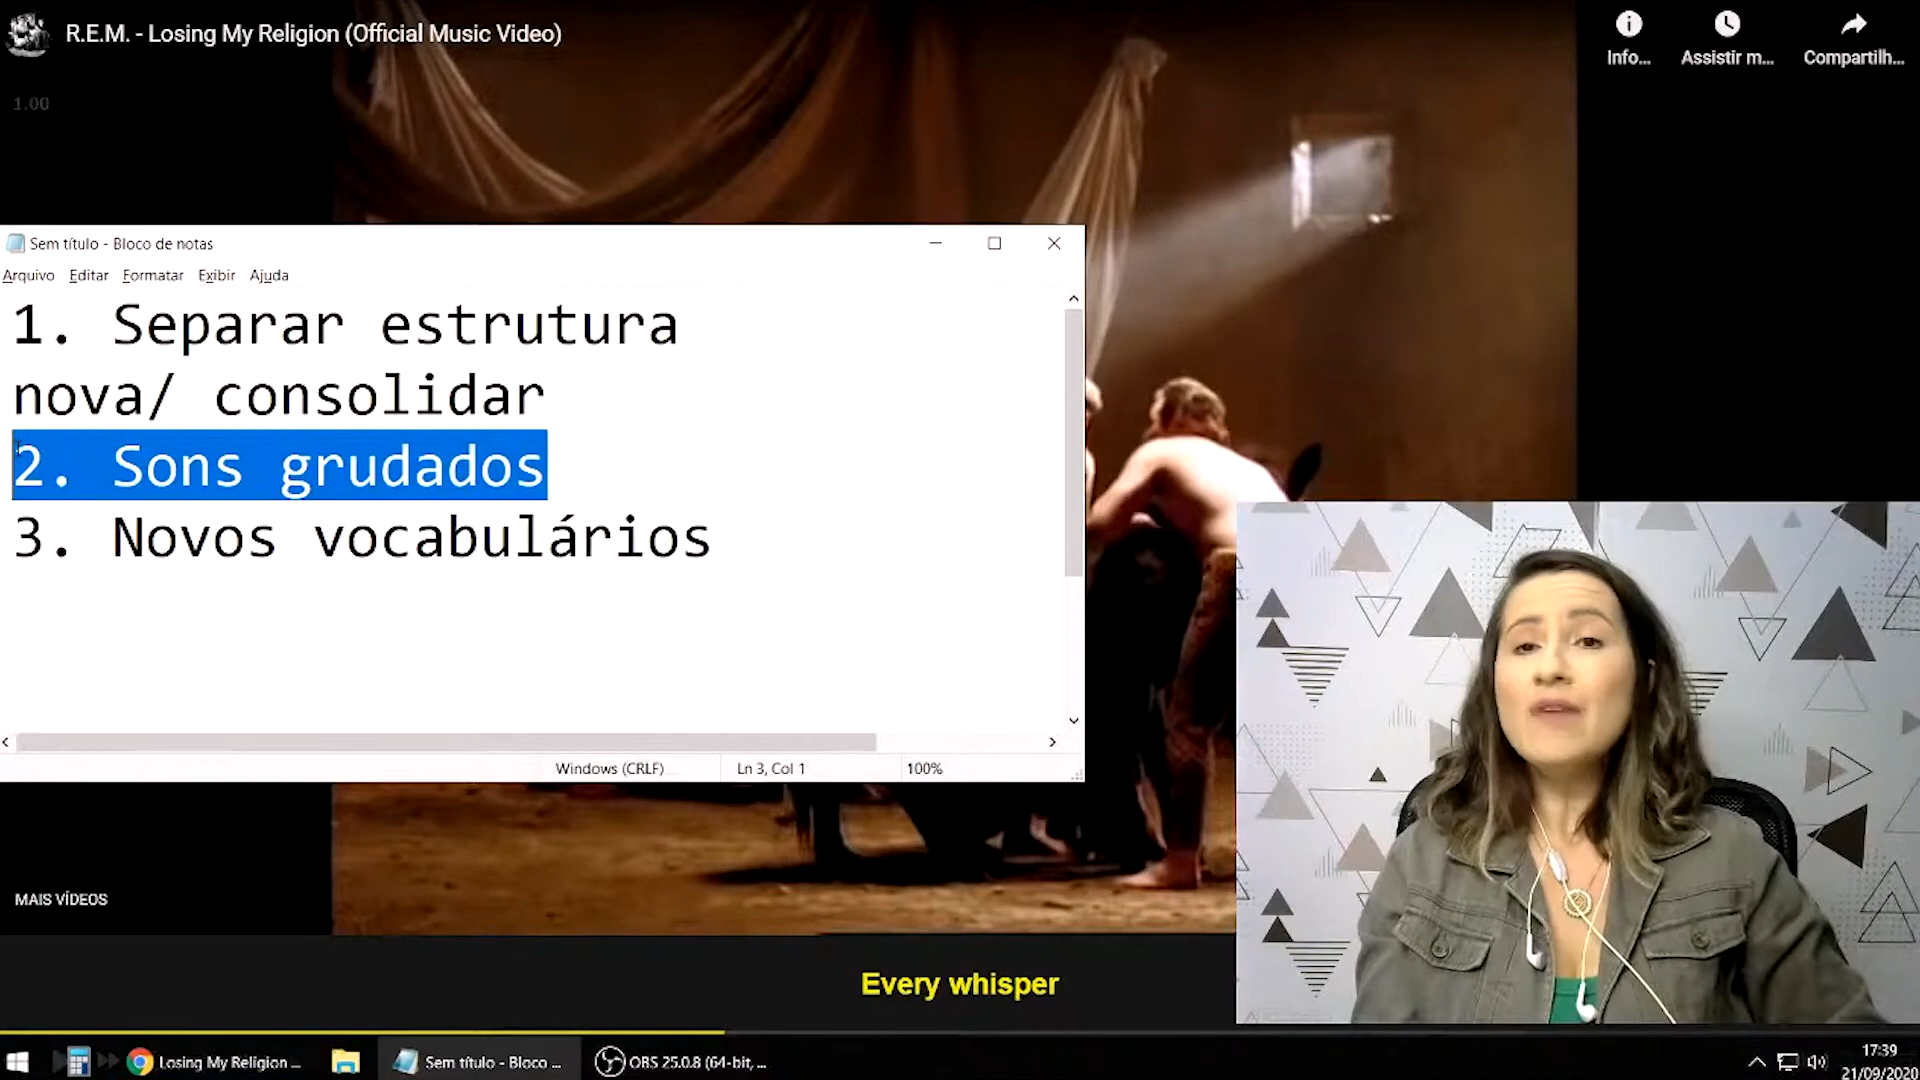 R.E.M. - Losing My Religion (Official Music Video)
Info...
Assistir m...
Compartilh...
1.00
Sem título - Bloco de notas
Arquivo Editar Formatar Exibir Ajuda
1. Separar estrutura
nova/ consolidar
2. Sons grudados
3. Novos vocabulários
Windows (CRLF)
Ln 3, Col 1
100%
MAIS VÍDEOS
Every whisper
Losing My Religion ...
Sem título - Bloco ...
OBS 25.0.8 (64-bit, ...
17:39
21/09/2020